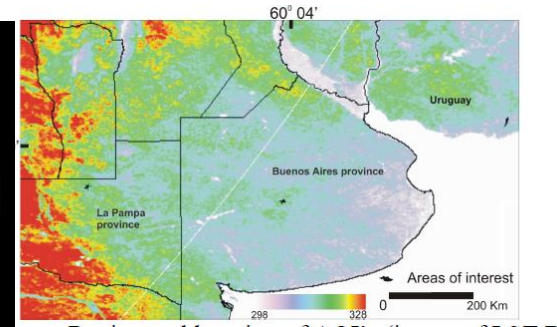 60° 04'
Uruguay
Buenos Aires province
La Pampa
province
Areas of interest
298 328
0 200 Km